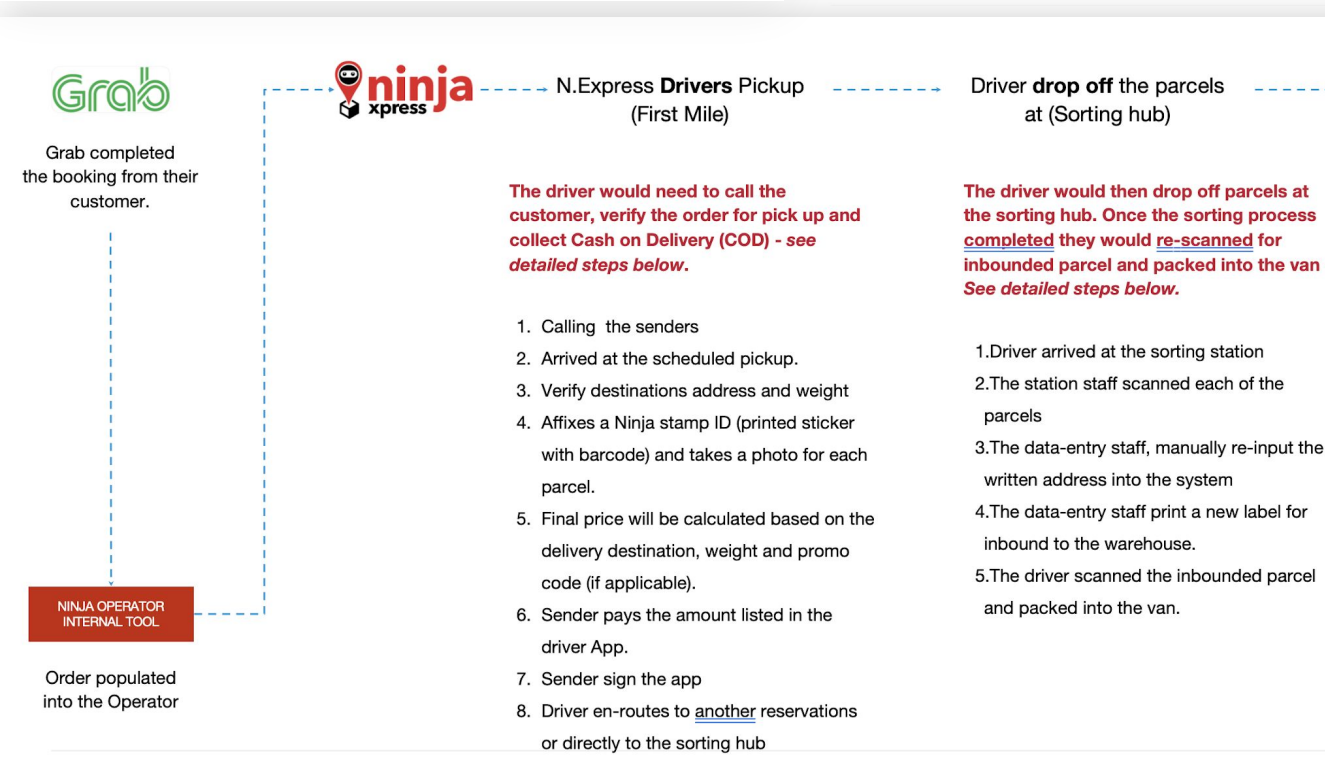 Grab
Grab completed
the booking from their
customer.
NINJA OPERATOR
INTERNAL TOOL
Order populated
into the Operator
ninja
xpress
N.Express Drivers Pickup
(First Mile)
The driver would need to call the
customer, verify the order for pick up and
collect Cash on Delivery (COD) - see
detailed steps below.
1. Calling the senders
2. Arrived at the scheduled pickup.
3. Verify destinations address and weight
4. Affixes a Ninja stamp ID (printed sticker
with barcode) and takes a photo for each
parcel.
5. Final price will be calculated based on the
delivery destination, weight and promo
code (if applicable).
6. Sender pays the amount listed in the
driver App.
7. Sender sign the app
8. Driver en-routes to another reservations
or directly to the sorting hub
Driver drop off the parcels
at (Sorting hub)
The driver would then drop off parcels at
the sorting hub. Once the sorting process
completed they would re-scanned for
inbounded parcel and packed into the van
See detailed steps below.
1.Driver arrived at the sorting station
2.The station staff scanned each of the
parcels
3.The data-entry staff, manually re-input the
written address into the system
4.The data-entry staff print a new label for
inbound to the warehouse.
5.The driver scanned the inbounded parcel
and packed into the van.